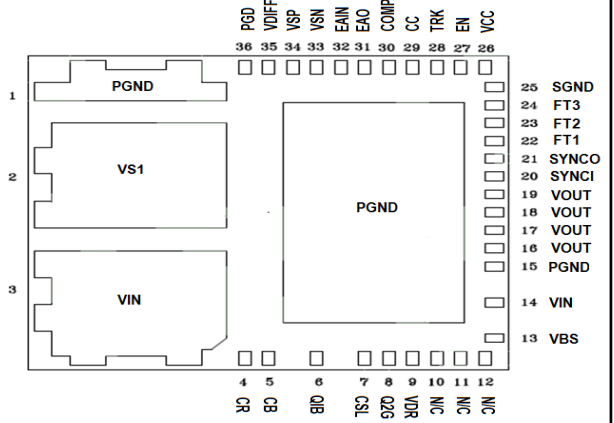 PGD VDIFF VSP VSN EAIN EAO COMP CC TRK EN VCC
36 35 34 33 32 31 30 29 28 27 26
1 PGND
2 VS1
3 VIN
PGND
25 SGND
24 FT3
23 FT2
22 FT1
21 SYNCO
20 SYNCI
19 VOUT
18 VOUT
17 VOUT
16 VOUT
15 PGND
14 VIN
13 VBS
4 5 6 7 8 9 10 11 12
CR CB QIB CSL Q2G VDR N/C N/C N/C